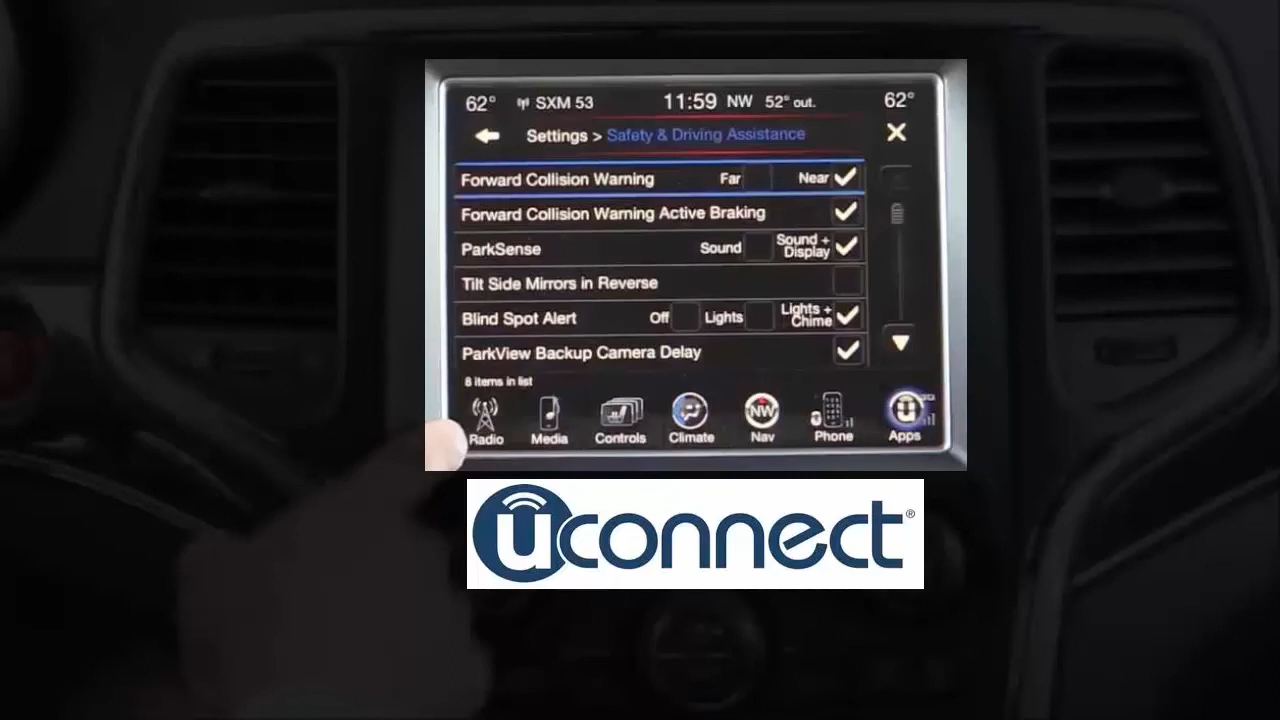 62° SXM 53 11:59 NW 52° out. 62°
Settings > Safety & Driving Assistance
Forward Collision Warning Far Near
Forward Collision Warning Active Braking
ParkSense Sound Sound + Display
Tilt Side Mirrors in Reverse
Blind Spot Alert Off Lights Lights + Chime
ParkView Backup Camera Delay
8 items in list
NW
Radio Media Controls Climate Nav Phone Apps
uconnect®